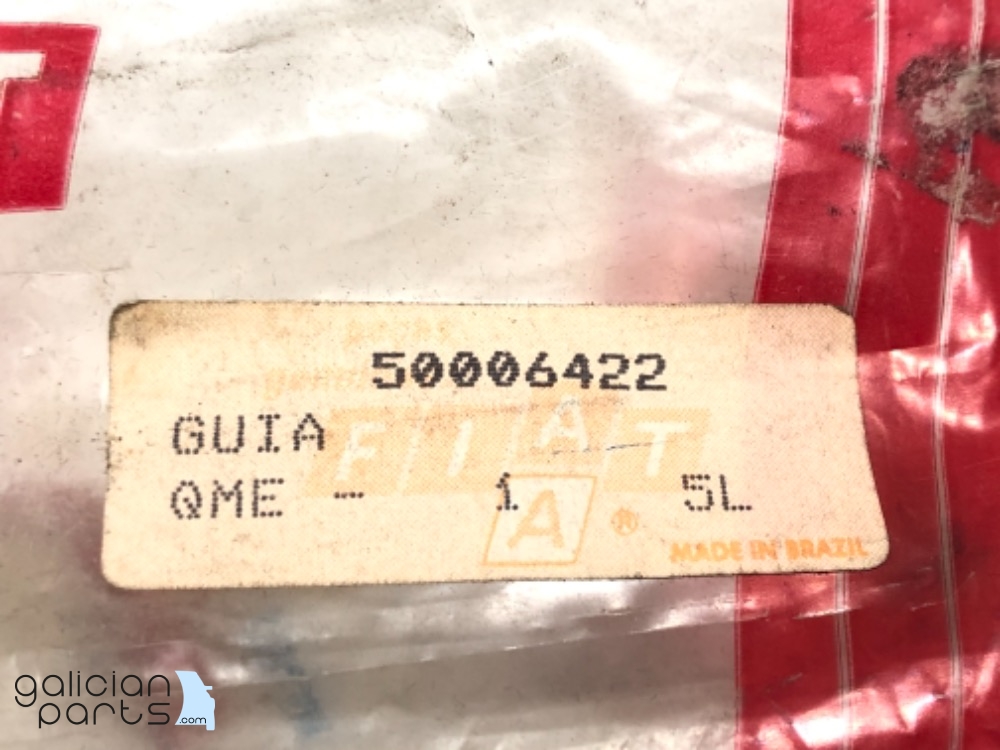 T
50006422
GUIA
FIAT
QME - 1 5L
A ®
MADE IN BRAZIL
galician
parts.com